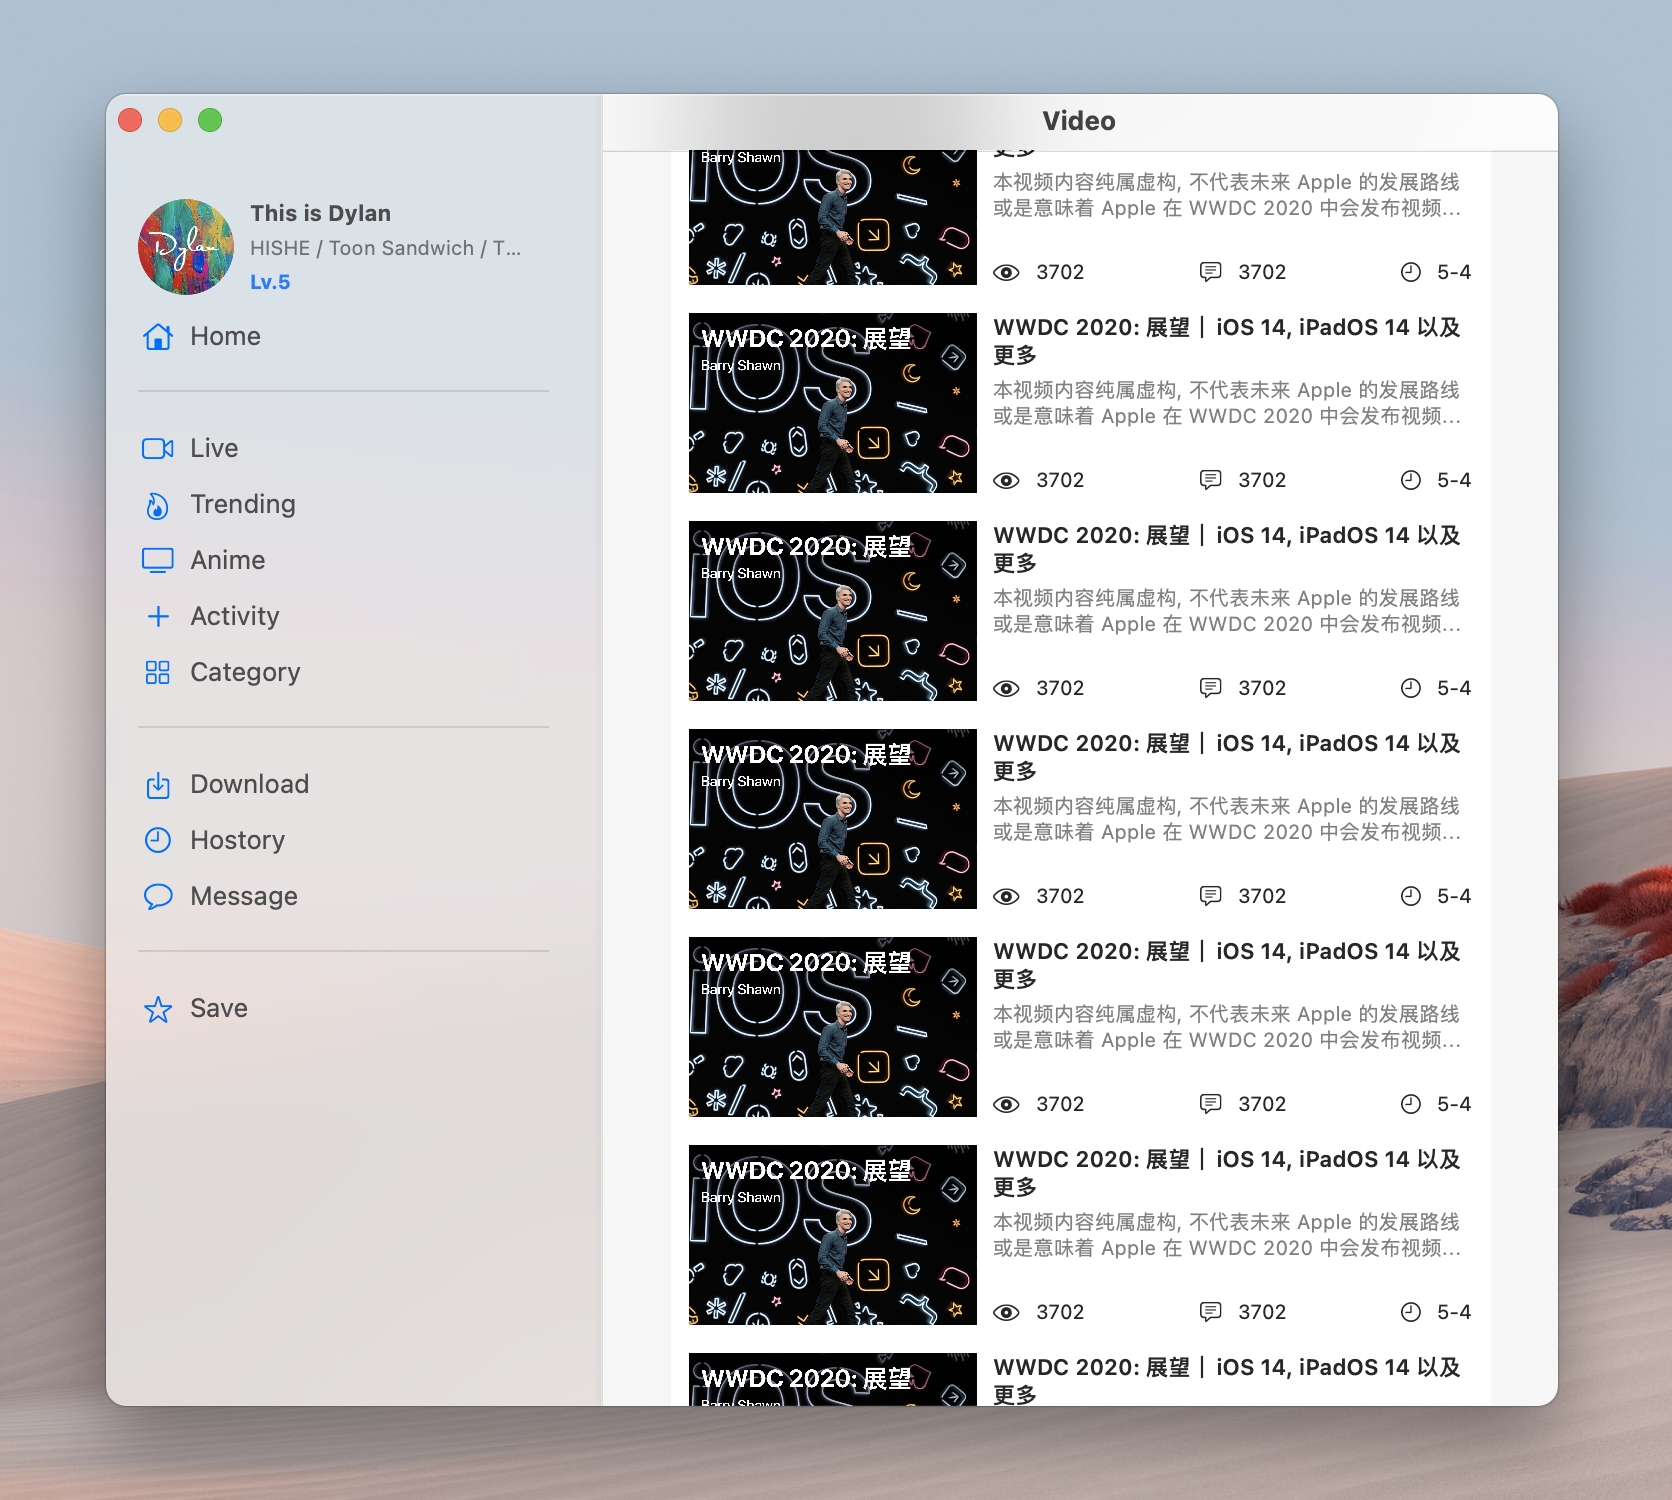 Video
This is Dylan
HISHE / Toon Sandwich / T...
Lv.5
Dylan
Home
Live
Trending
Anime
Activity
Category
Download
Hostory
Message
Save
iOS
Barry Shawn
更多
本视频内容纯属虚构, 不代表未来 Apple 的发展路线
或是意味着 Apple 在 WWDC 2020 中会发布视频...
3702 3702 5-4
iOS
WWDC 2020: 展望
Barry Shawn
WWDC 2020: 展望｜iOS 14, iPadOS 14 以及
更多
本视频内容纯属虚构, 不代表未来 Apple 的发展路线
或是意味着 Apple 在 WWDC 2020 中会发布视频...
3702 3702 5-4
iOS
WWDC 2020: 展望
Barry Shawn
WWDC 2020: 展望｜iOS 14, iPadOS 14 以及
更多
本视频内容纯属虚构, 不代表未来 Apple 的发展路线
或是意味着 Apple 在 WWDC 2020 中会发布视频...
3702 3702 5-4
iOS
WWDC 2020: 展望
Barry Shawn
WWDC 2020: 展望｜iOS 14, iPadOS 14 以及
更多
本视频内容纯属虚构, 不代表未来 Apple 的发展路线
或是意味着 Apple 在 WWDC 2020 中会发布视频...
3702 3702 5-4
iOS
WWDC 2020: 展望
Barry Shawn
WWDC 2020: 展望｜iOS 14, iPadOS 14 以及
更多
本视频内容纯属虚构, 不代表未来 Apple 的发展路线
或是意味着 Apple 在 WWDC 2020 中会发布视频...
3702 3702 5-4
iOS
WWDC 2020: 展望
Barry Shawn
WWDC 2020: 展望｜iOS 14, iPadOS 14 以及
更多
本视频内容纯属虚构, 不代表未来 Apple 的发展路线
或是意味着 Apple 在 WWDC 2020 中会发布视频...
3702 3702 5-4
iOS
WWDC 2020: 展望
Barry Shawn
WWDC 2020: 展望｜iOS 14, iPadOS 14 以及
更多